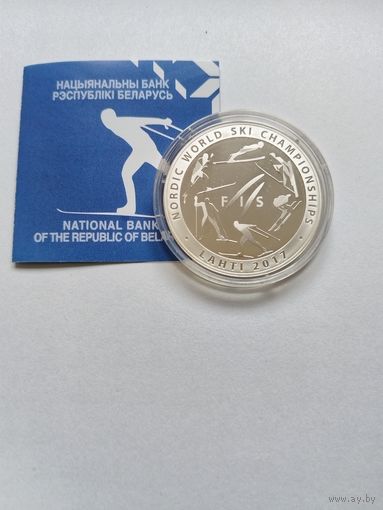 НАЦЫЯНАЛЬНЫ БАНК
РЭСПУБЛІКІ БЕЛАРУСЬ
NATIONAL BANK
OF THE REPUBLIC OF BELA
NORDIC WORLD SKI CHAMPIONSHIPS
FIS
LAHTI 2017
www.ay.by